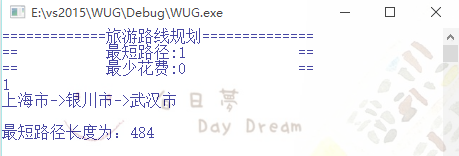 E:\vs2015\WUG\Debug\WUG.exe
==============旅游路线规划==============
==          最短路径:1          ==
==          最少花费:0          ==
1
上海市->银川市->武汉市
白日夢
Day Dream
最短路径长度为：484